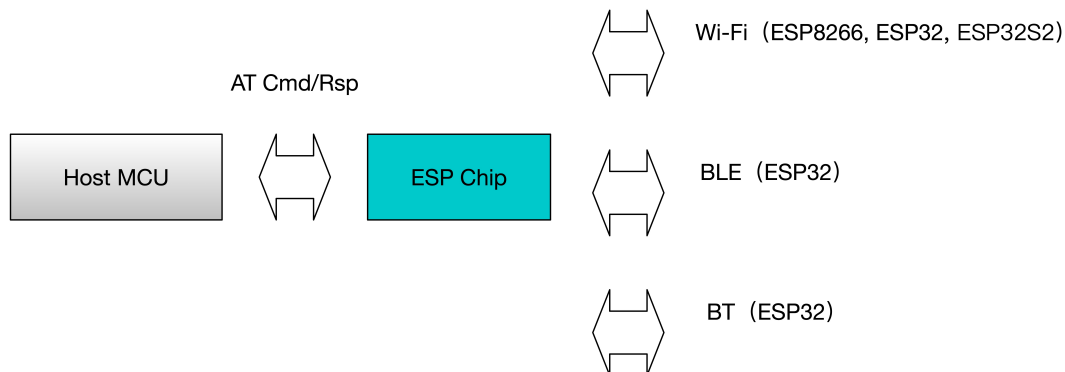 Wi-Fi（ESP8266, ESP32, ESP32S2）
AT Cmd/Rsp
Host MCU
ESP Chip
BLE（ESP32）
BT（ESP32）